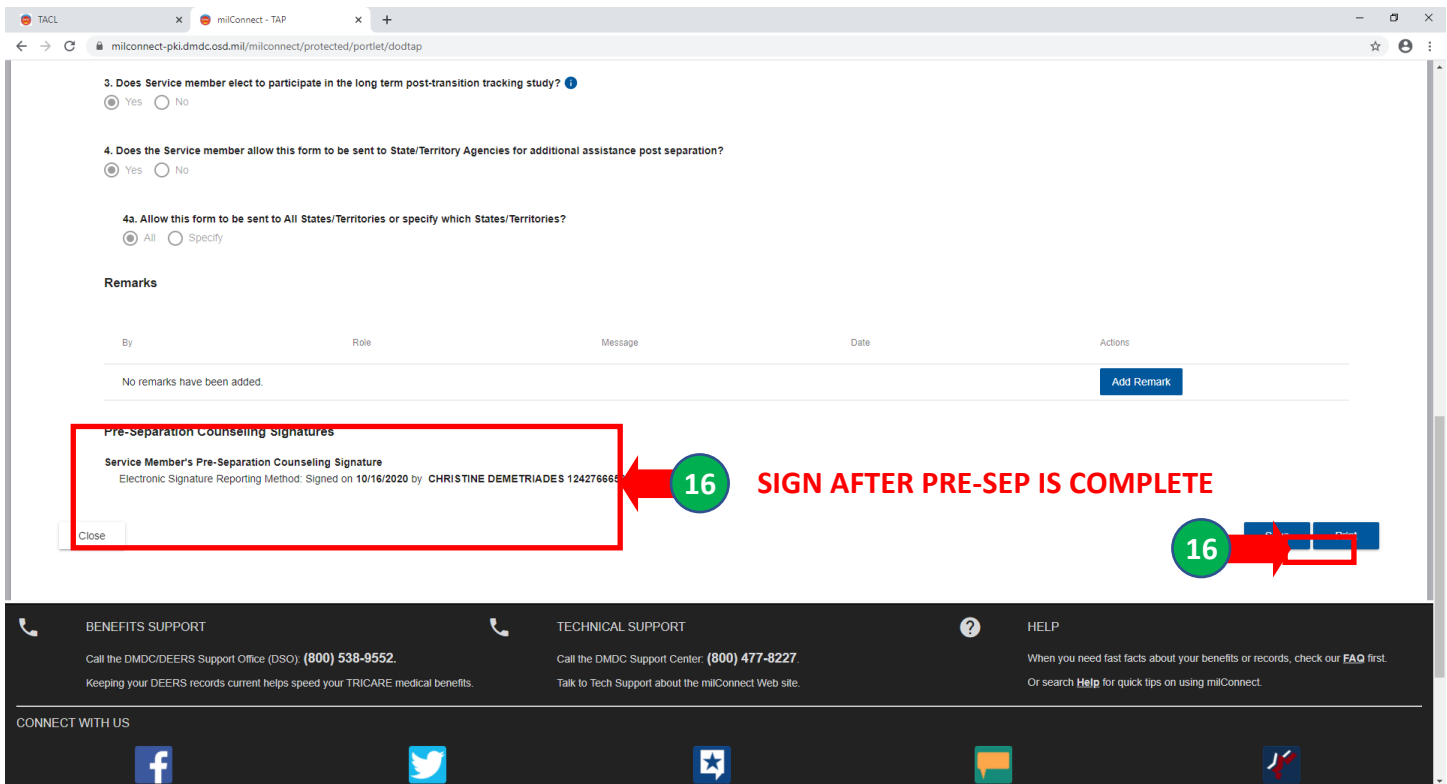 TACL
milConnect - TAP
milconnect-pki.dmdc.osd.mil/milconnect/protected/portlet/dodtap
3. Does Service member elect to participate in the long term post-transition tracking study?
Yes No
4. Does the Service member allow this form to be sent to State/Territory Agencies for additional assistance post separation?
Yes No
4a. Allow this form to be sent to All States/Territories or specify which States/Territories?
All Specify
Remarks
By Role Message Date Actions
No remarks have been added. Add Remark
Pre-Separation Counseling Signatures
Service Member's Pre-Separation Counseling Signature
Electronic Signature Reporting Method: Signed on 10/16/2020 by CHRISTINE DEMETRIADES
16 SIGN AFTER PRE-SEP IS COMPLETE
Close Print
16
BENEFITS SUPPORT
Call the DMDC/DEERS Support Office (DSO): (800) 538-9552.
Keeping your DEERS records current helps speed your TRICARE medical benefits.
TECHNICAL SUPPORT
Call the DMDC Support Center: (800) 477-8227.
Talk to Tech Support about the milConnect Web site.
HELP
When you need fast facts about your benefits or records, check our FAQ first.
Or search Help for quick tips on using milConnect.
CONNECT WITH US